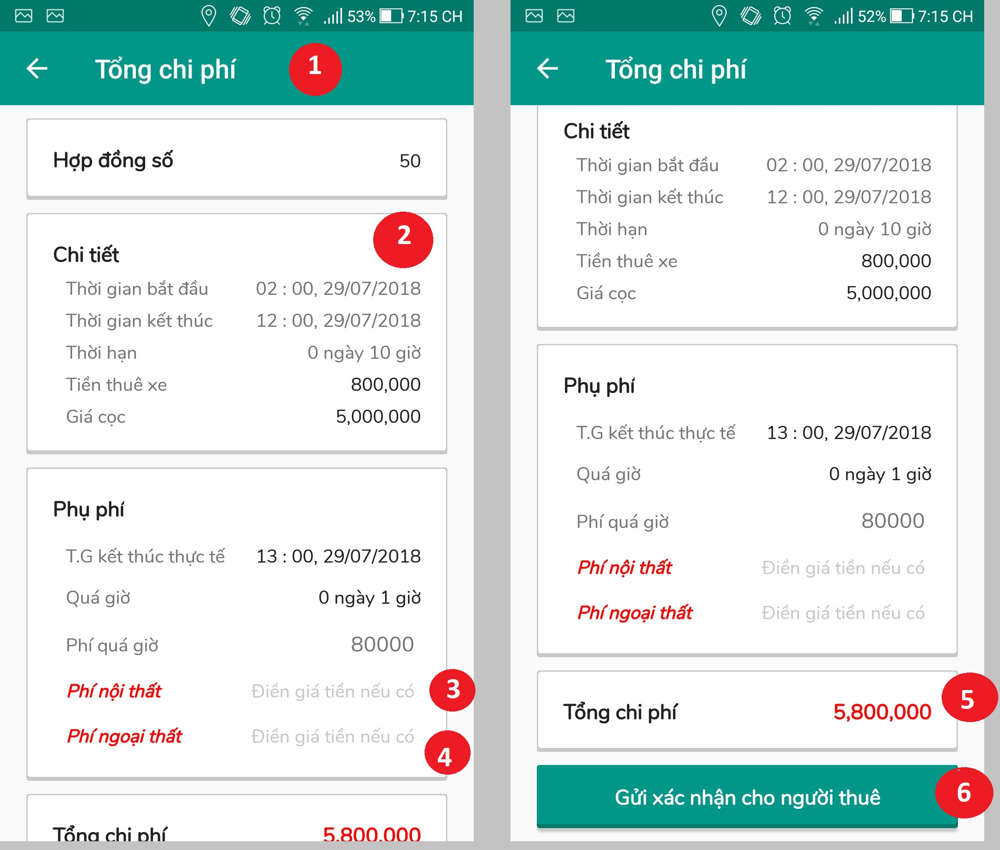 53% 7:15 CH
Tổng chi phí
1
Hợp đồng số 50
2
Chi tiết
Thời gian bắt đầu 02 : 00, 29/07/2018
Thời gian kết thúc 12 : 00, 29/07/2018
Thời hạn 0 ngày 10 giờ
Tiền thuê xe 800,000
Giá cọc 5,000,000
Phụ phí
T.G kết thúc thực tế 13 : 00, 29/07/2018
Quá giờ 0 ngày 1 giờ
Phí quá giờ 80000
Phí nội thất Điền giá tiền nếu có 3
Phí ngoại thất Điền giá tiền nếu có
4
Tổng chi phí 5,800,000
52% 7:15 CH
Tổng chi phí
Chi tiết
Thời gian bắt đầu 02 : 00, 29/07/2018
Thời gian kết thúc 12 : 00, 29/07/2018
Thời hạn 0 ngày 10 giờ
Tiền thuê xe 800,000
Giá cọc 5,000,000
Phụ phí
T.G kết thúc thực tế 13 : 00, 29/07/2018
Quá giờ 0 ngày 1 giờ
Phí quá giờ 80000
Phí nội thất Điền giá tiền nếu có
Phí ngoại thất Điền giá tiền nếu có
Tổng chi phí 5,800,000 5
Gửi xác nhận cho người thuê 6